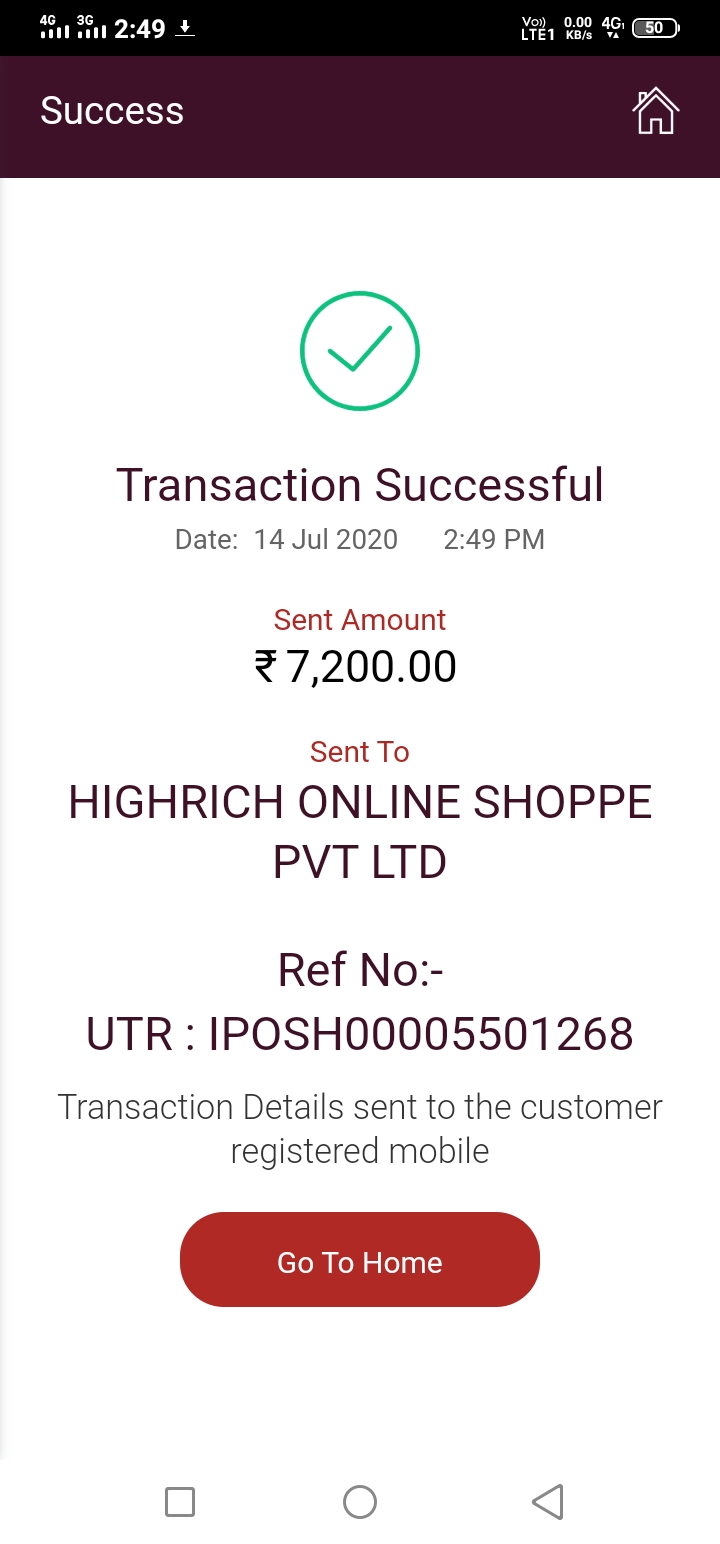 4G 3G 2:49 Vo)) LTE1 0.00 KB/s 4G1 50
Success
Transaction Successful
Date: 14 Jul 2020 2:49 PM
Sent Amount
₹ 7,200.00
Sent To
HIGHRICH ONLINE SHOPPE
PVT LTD
Ref No:-
UTR : IPOSH00005501268
Transaction Details sent to the customer
registered mobile
Go To Home